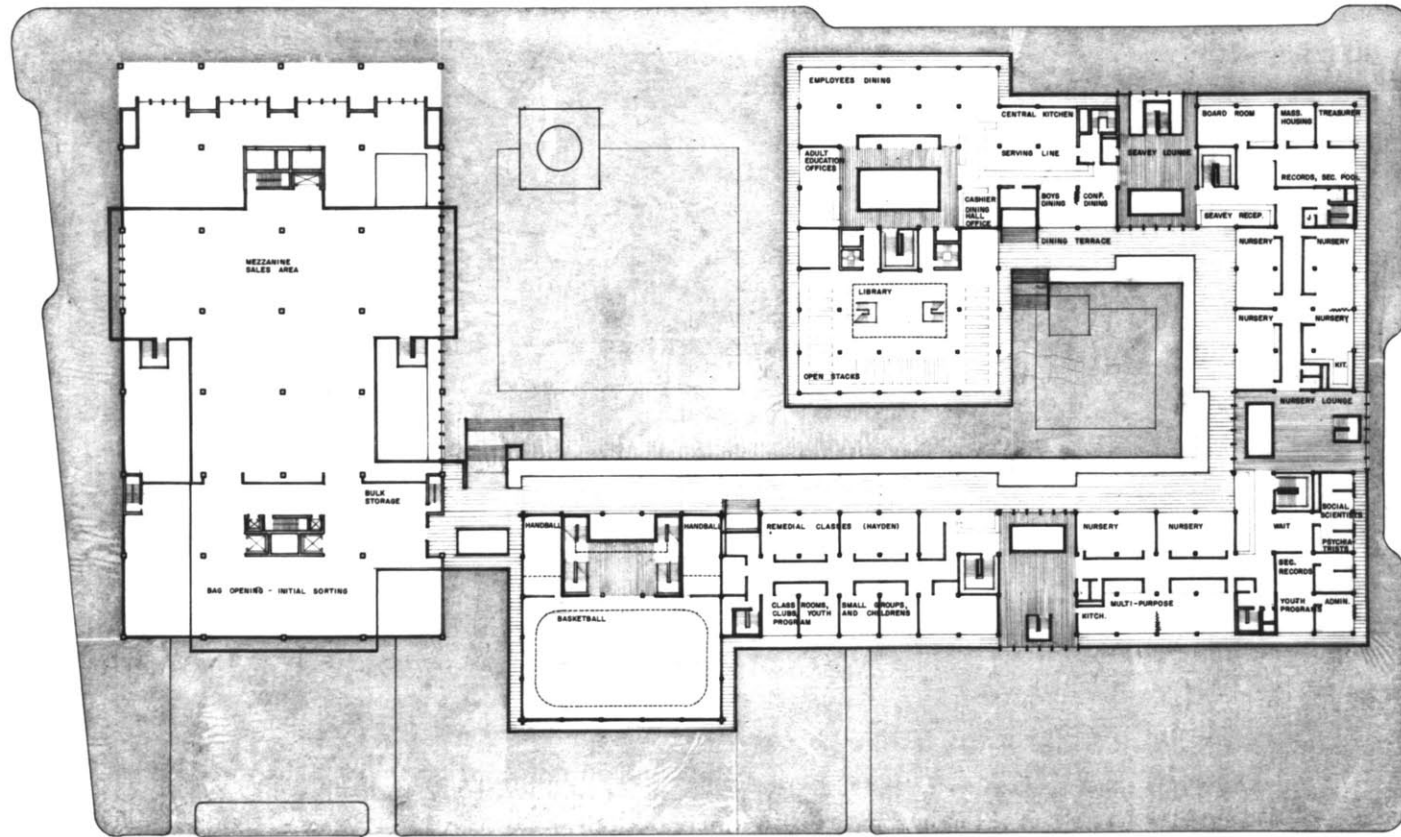 EMPLOYEES DINING
CENTRAL KITCHEN
BOARD ROOM
MASS.
HOUSING
TREASURER
ADULT
EDUCATION
OFFICES
SERVING LINE
SEAVEY LOUNGE
RECORDS, SEC. POOL
CASHIER
DINING
HALL
OFFICE
BOYS
DINING
CONF.
DINING
SEAVEY RECEP.
DINING TERRACE
NURSERY
NURSERY
MEZZANINE
SALES AREA
LIBRARY
NURSERY
NURSERY
KIT.
OPEN STACKS
NURSERY LOUNGE
BULK
STORAGE
HANDBALL
HANDBALL
REMEDIAL CLASSES (HAYDEN)
NURSERY
NURSERY
WAIT
SOCIAL
SCIENTISTS
PSYCHIA-
TRISTS
SEC.
RECORDS
BAG OPENING - INITIAL SORTING
BASKETBALL
CLASS ROOMS,
CLUBS, YOUTH
PROGRAM
SMALL GROUPS,
AND CHILDRENS
KITCH.
MULTI-PURPOSE
YOUTH
PROGRAMS
ADMIN.